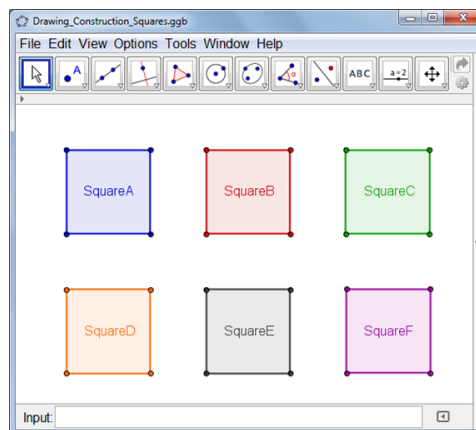 Drawing_Construction_Squares.ggb
File Edit View Options Tools Window Help
A α ABC a=2
SquareA SquareB SquareC
SquareD SquareE SquareF
Input: